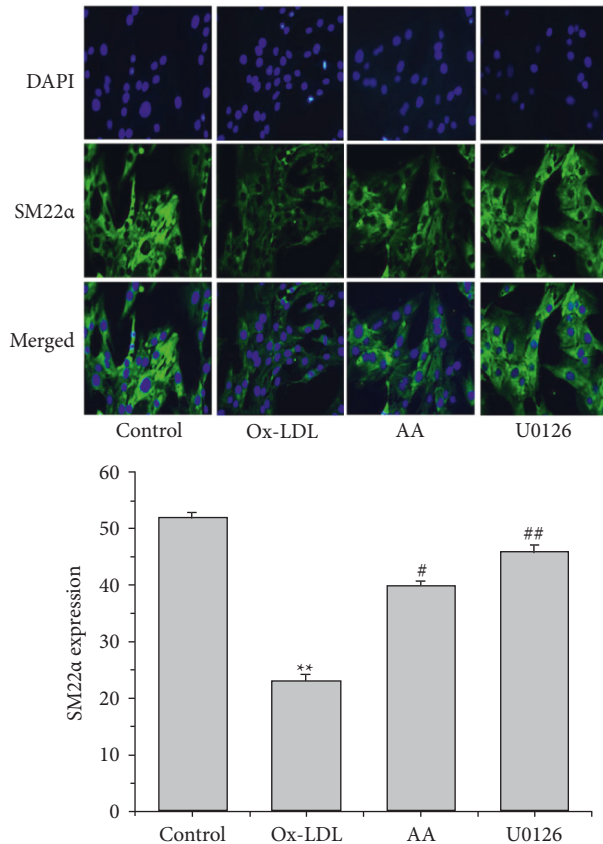 DAPI
SM22α
Merged
Control Ox-LDL AA U0126
60
50
40
30
20
10
0
SM22α expression
**
#
##
Control Ox-LDL AA U0126